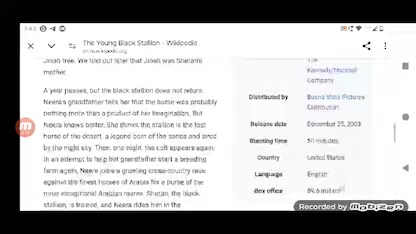 The Young Black Stallion - Wikipedia
en.m.wikipedia.org
Jinah free. We find out later that Jinah was Shetan's
mother.
A year passes, but the black stallion does not return.
Neera's grandfather tells her that the horse was probably
nothing more than a product of her imagination. But
Neera knows better. She thinks the stallion is the lost
horse of the desert, a legend born of the sands and sired
by the night sky. Then, one night, the colt appears again.
In an attempt to help her grandfather start a breeding
farm again, Neera joins a grueling cross-country race
against the finest horses of Arabia for a purse of the
most exceptional Arabian mares. Shetan, the black
stallion, is trained, and Neera rides him in the
The
Kennedy/Marshall
Company
Distributed by Buena Vista Pictures
Distribution
Release date December 25, 2003
Running time 50 minutes
Country United States
Language English
Box office
Recorded by
Mobizen